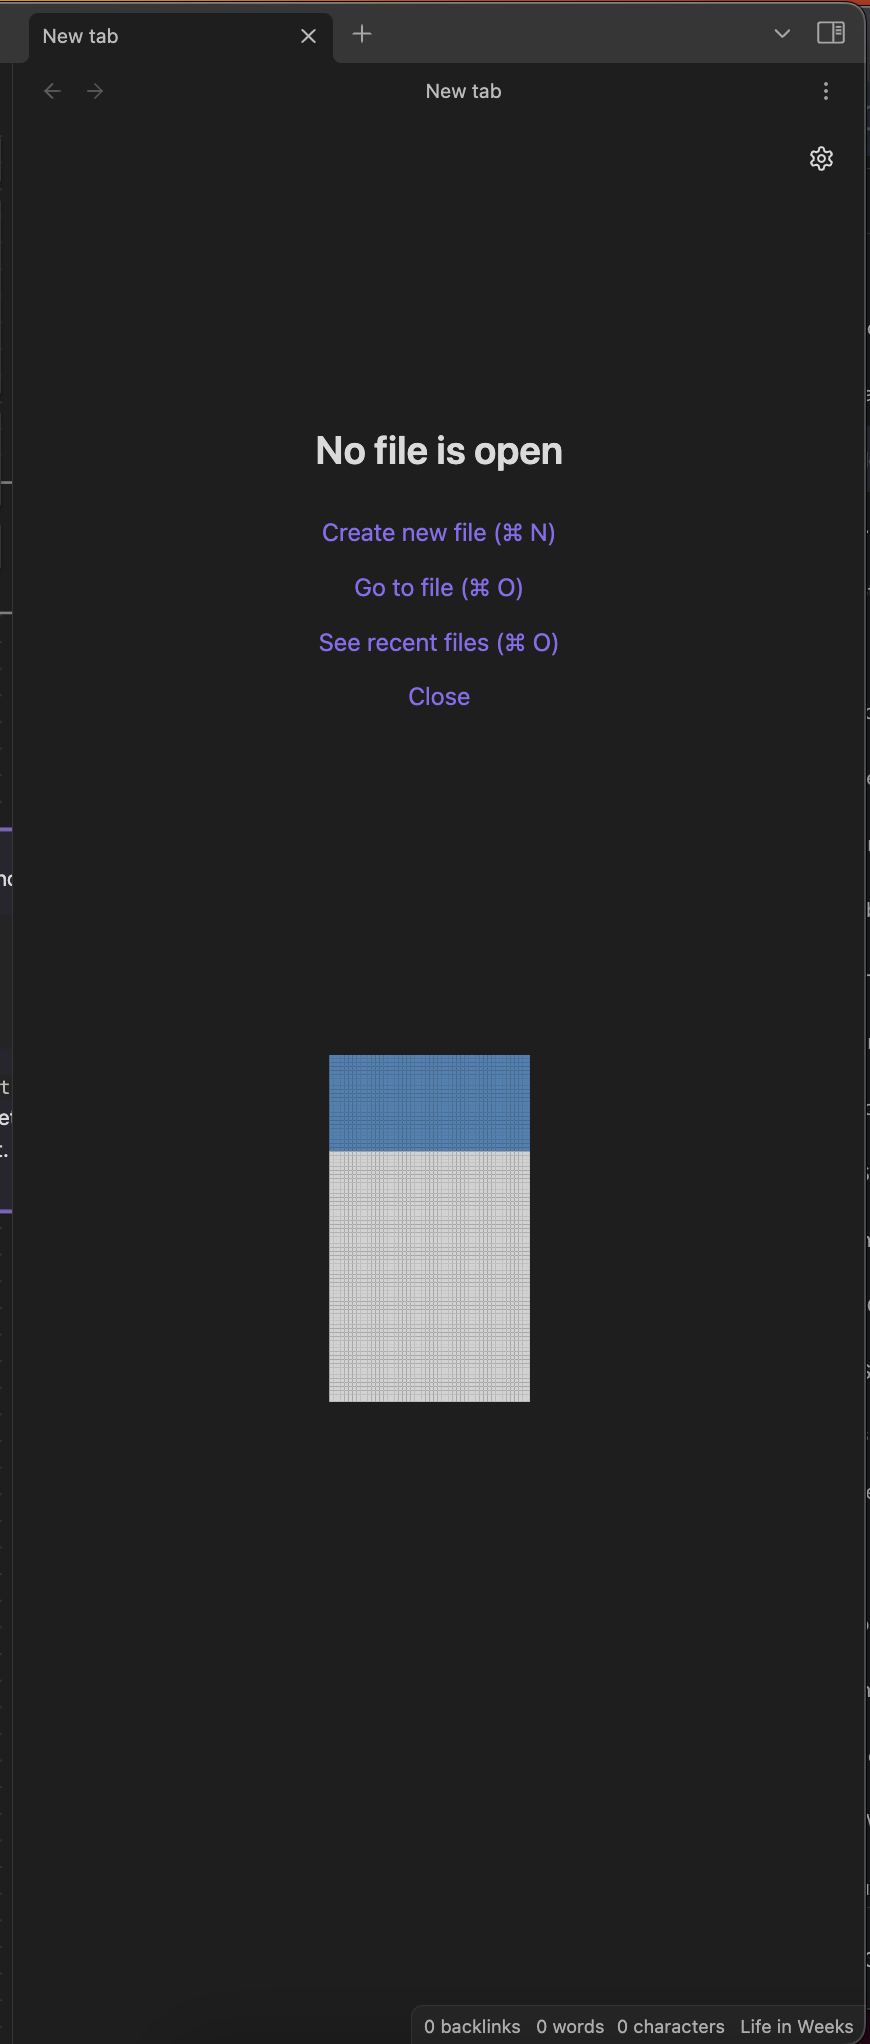 New tab
New tab
No file is open
Create new file (⌘ N)
Go to file (⌘ O)
See recent files (⌘ O)
Close
t
0 backlinks 0 words 0 characters Life in Weeks